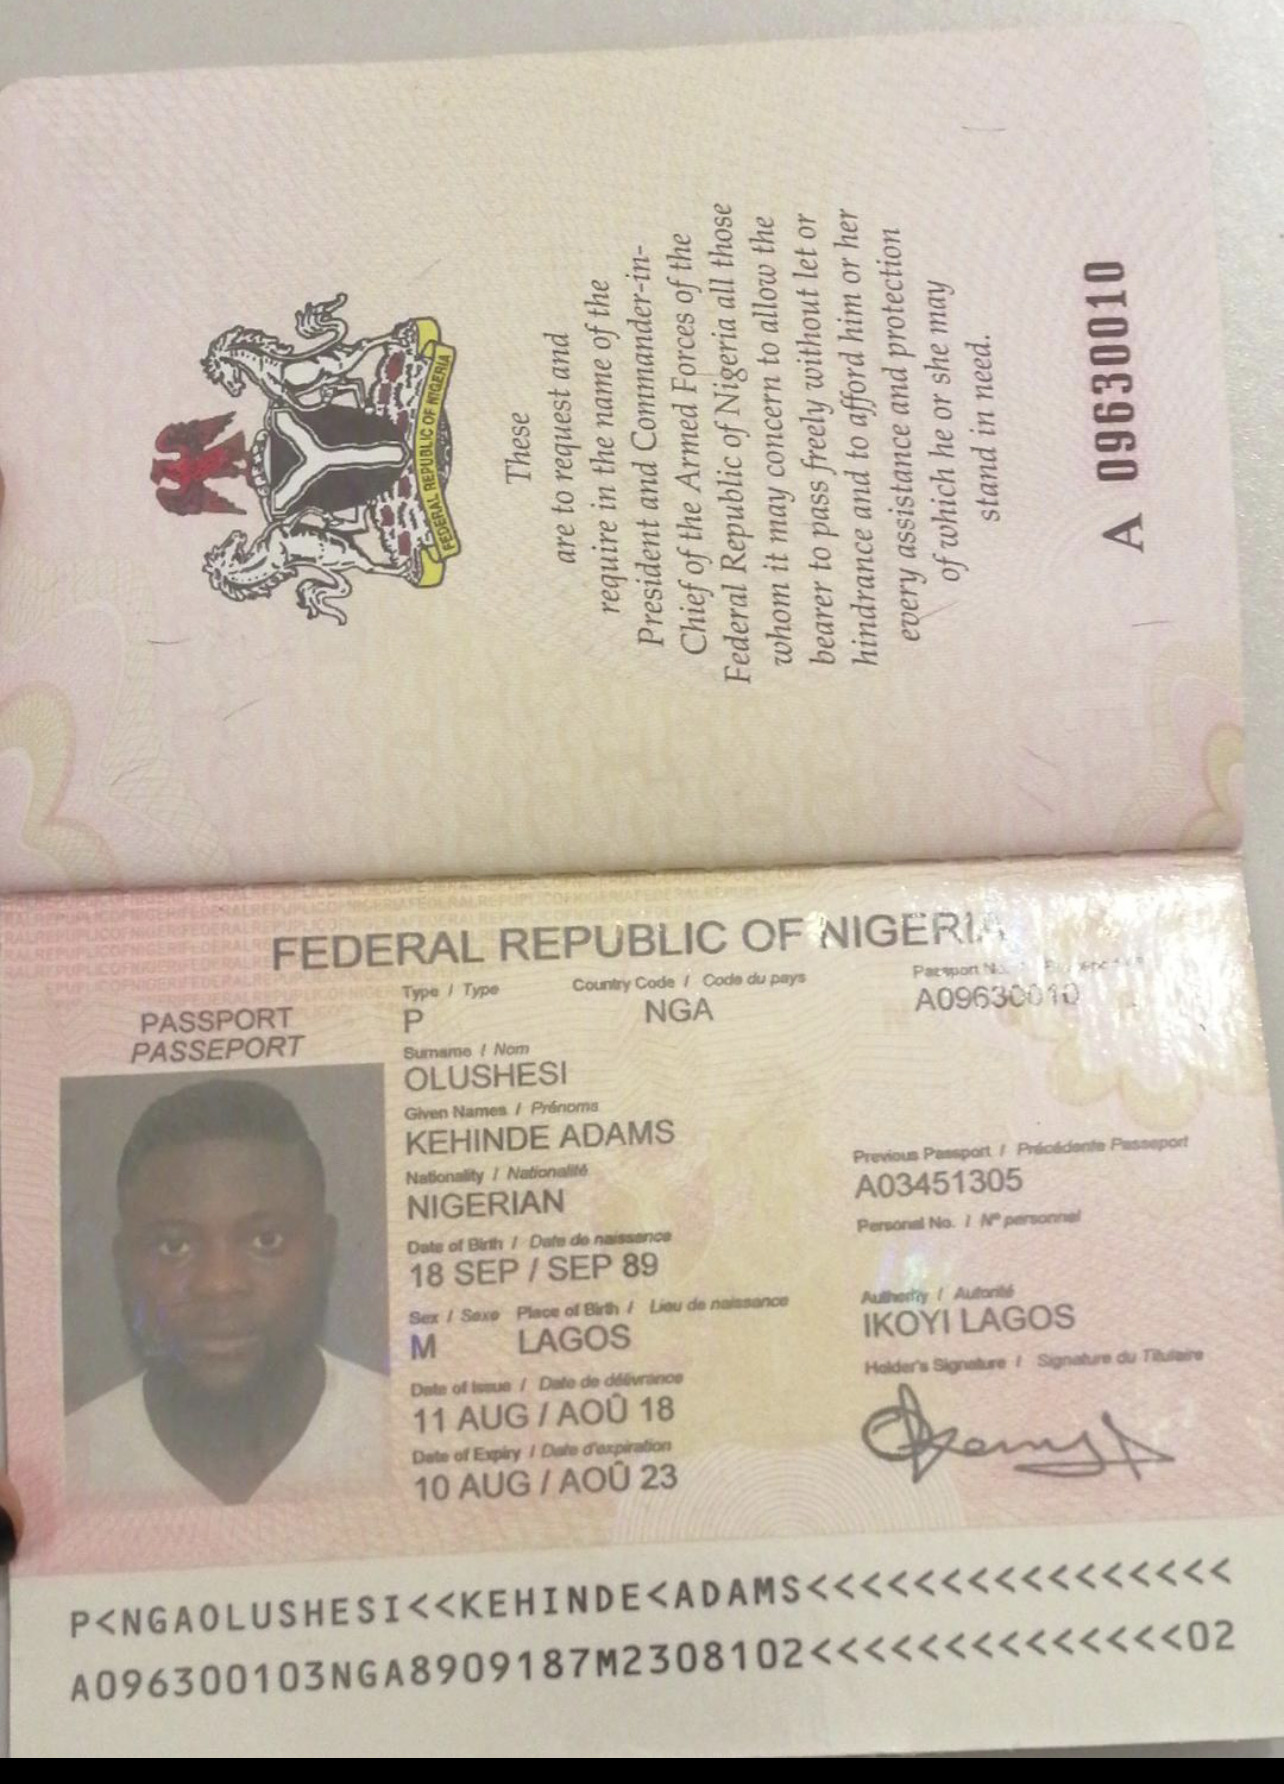 FEDERAL REPUBLIC OF NIGERIA
These
are to request and
require in the name of the
President and Commander-in-
Chief of the Armed Forces of the
Federal Republic of Nigeria all those
whom it may concern to allow the
bearer to pass freely without let or
hindrance and to afford him or her
every assistance and protection
of which he or she may
stand in need.
A 09630010
FEDERAL REPUBLIC OF NIGERIA
PASSPORT
PASSEPORT
Type / Type
P
Country Code / Code du pays
NGA
Passport No.
A09630010
Surname / Nom
OLUSHESI
Given Names / Prénoms
KEHINDE ADAMS
Nationality / Nationalité
NIGERIAN
Previous Passport / Précédente Passeport
A03451305
Date of Birth / Date de naissance
18 SEP / SEP 89
Personal No. / Nº personnel
Sex / Sexe
M
Place of Birth / Lieu de naissance
LAGOS
Authority / Autorité
IKOYI LAGOS
Date of Issue / Date de délivrance
11 AUG / AOÛ 18
Holder's Signature / Signature du Titulaire
Date of Expiry / Date d'expiration
10 AUG / AOÛ 23
P<NGAOLUSHESI<<KEHINDE<ADAMS<<<<<<<<<<<<<<<<
A096300103NGA8909187M2308102<<<<<<<<<<<<<<02